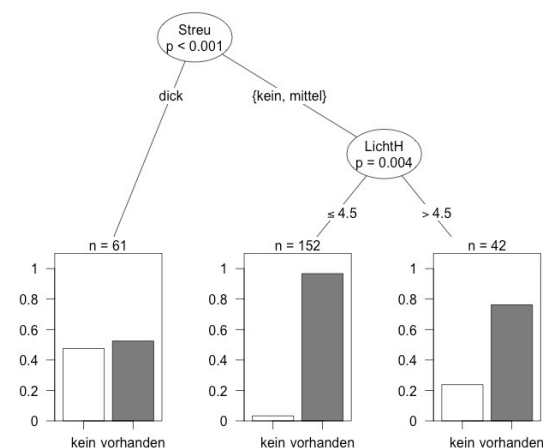 Streu
p < 0.001
dick
{kein, mittel}
LichtH
p = 0.004
≤ 4.5
> 4.5
n = 61
n = 152
n = 42
1
0.8
0.6
0.4
0.2
0
1
0.8
0.6
0.4
0.2
0
1
0.8
0.6
0.4
0.2
0
kein vorhanden
kein vorhanden
kein vorhanden